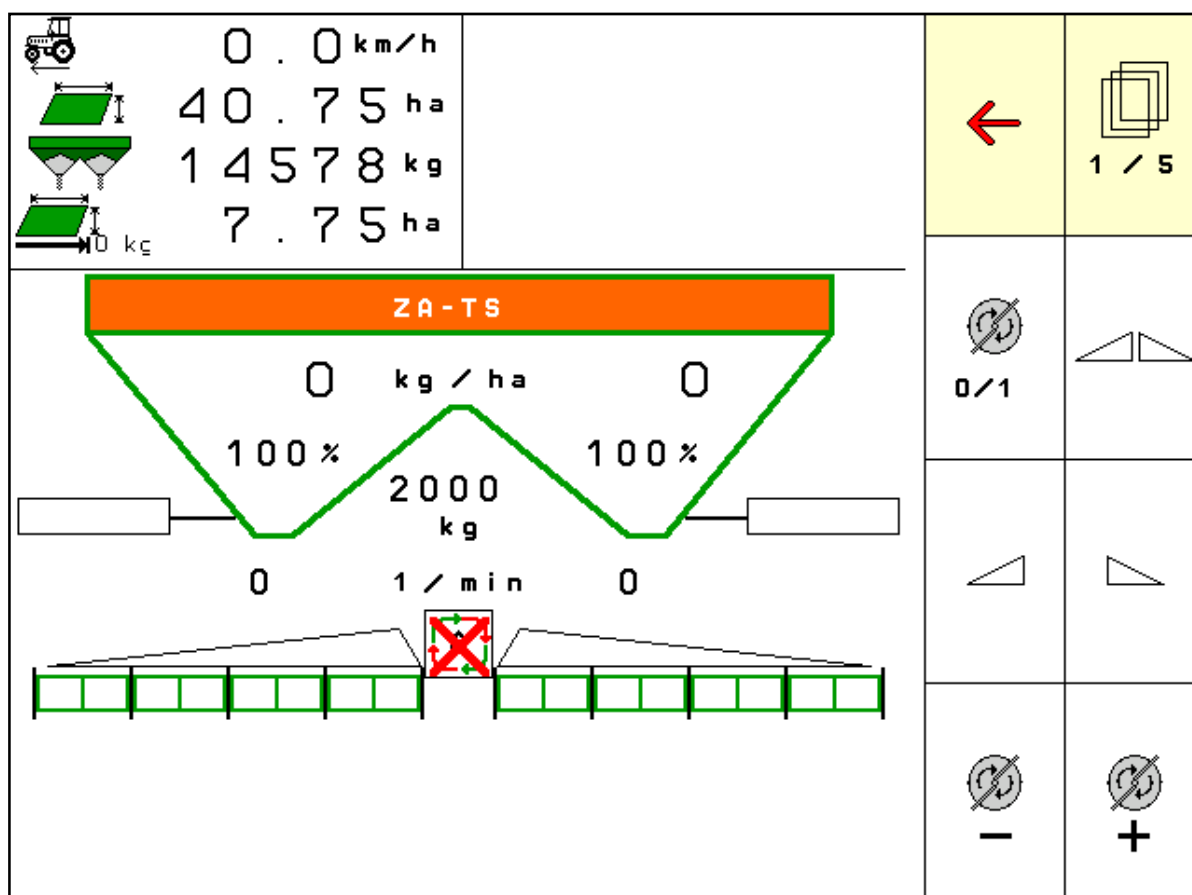 0.0 km/h
40.75 ha
14578 kg
7.75 ha
0 kg
1 / 5
ZA-TS
0 kg/ha 0
0/1
100% 100%
2000
kg
0 1/min 0
-
+